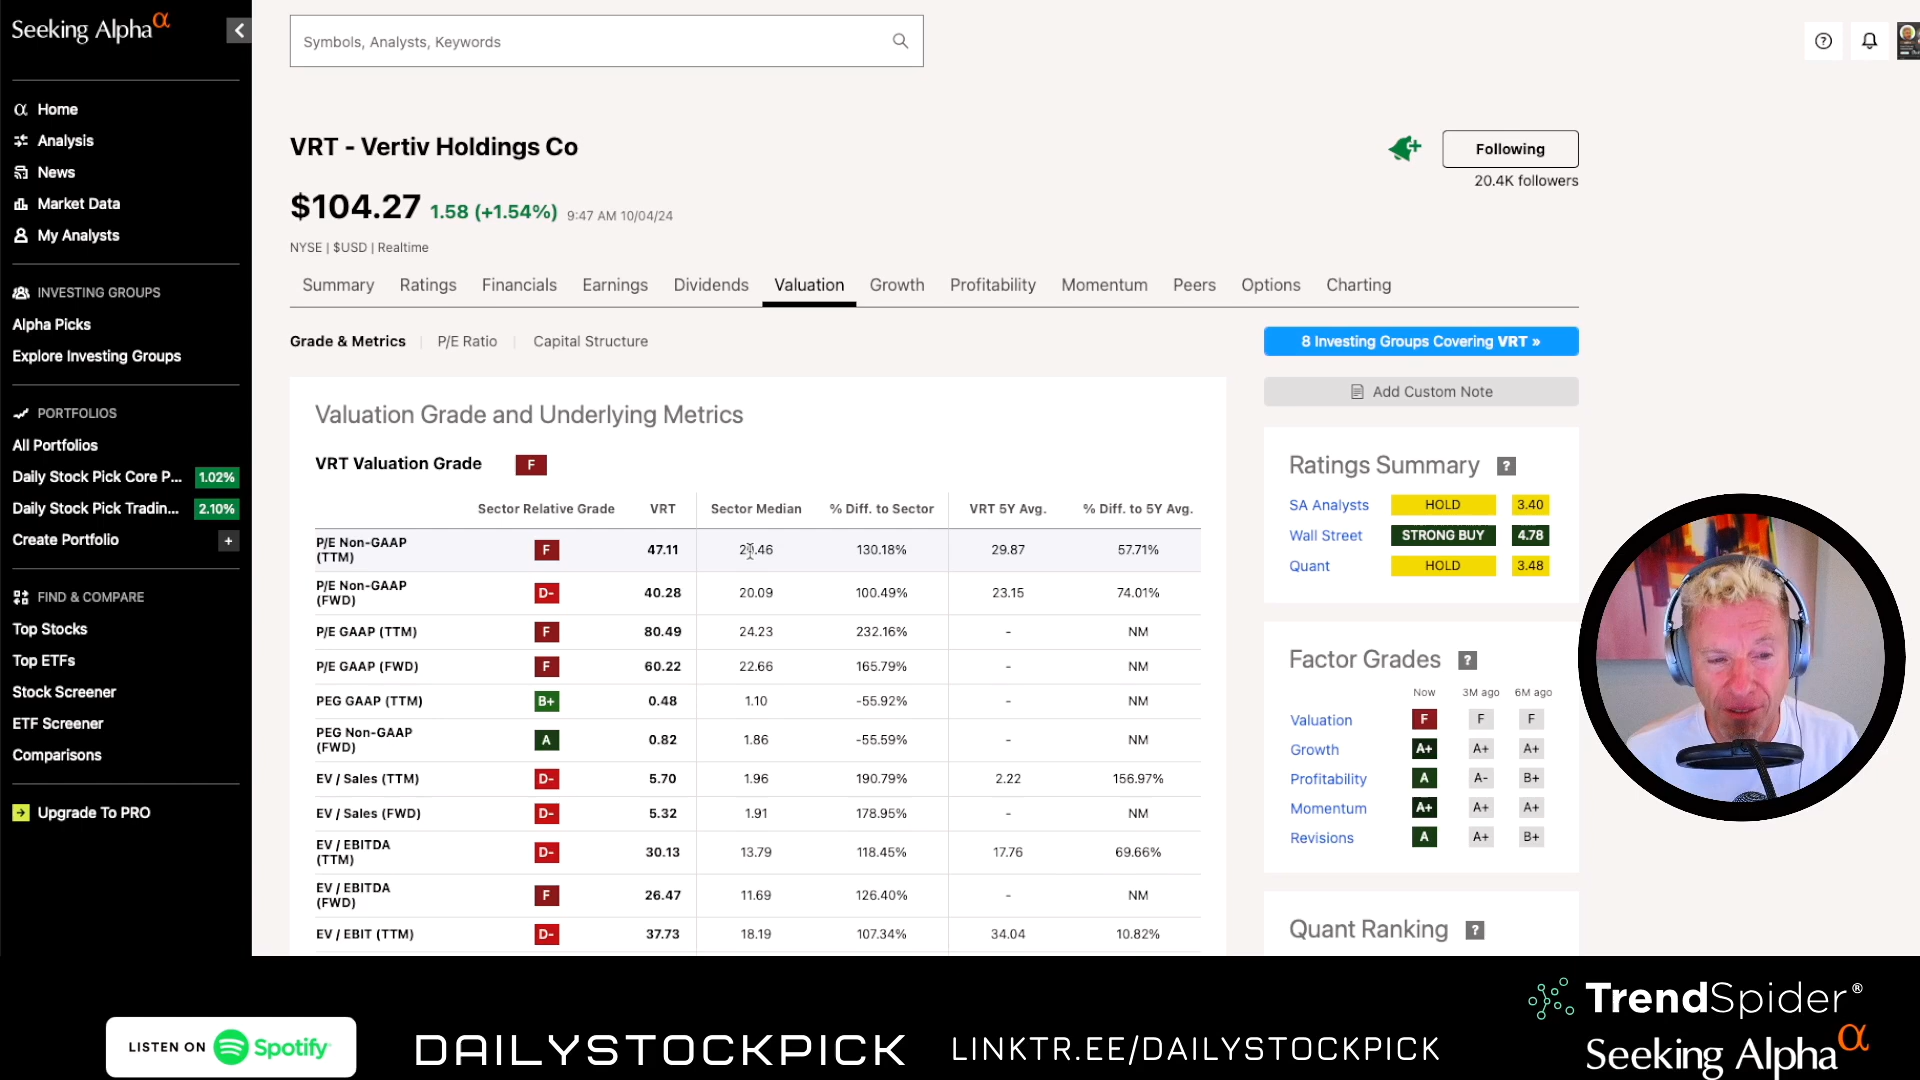 Seeking Alpha α
Symbols, Analysts, Keywords
Home
Analysis
News
Market Data
My Analysts
INVESTING GROUPS
Alpha Picks
Explore Investing Groups
PORTFOLIOS
All Portfolios
Daily Stock Pick Core P... 1.02%
Daily Stock Pick Tradin... 2.10%
Create Portfolio +
FIND & COMPARE
Top Stocks
Top ETFs
Stock Screener
ETF Screener
Comparisons
Upgrade To PRO
VRT - Vertiv Holdings Co
Following
20.4K followers
$104.27 1.58 (+1.54%) 9:47 AM 10/04/24
NYSE | $USD | Realtime
Summary Ratings Financials Earnings Dividends Valuation Growth Profitability Momentum Peers Options Charting
Grade & Metrics | P/E Ratio | Capital Structure
Valuation Grade and Underlying Metrics
VRT Valuation Grade F
Sector Relative Grade VRT Sector Median % Diff. to Sector VRT 5Y Avg. % Diff. to 5Y Avg.
P/E Non-GAAP
(TTM) F 47.11 130.18% 29.87 57.71%
P/E Non-GAAP
(FWD) D- 40.28 20.09 100.49% 23.15 74.01%
P/E GAAP (TTM) F 80.49 24.23 232.16% - NM
P/E GAAP (FWD) F 60.22 22.66 165.79% - NM
PEG GAAP (TTM) B+ 0.48 1.10 -55.92% - NM
PEG Non-GAAP
(FWD) A 0.82 1.86 -55.59% - NM
EV / Sales (TTM) D- 5.70 1.96 190.79% 2.22 156.97%
EV / Sales (FWD) D- 5.32 1.91 178.95% - NM
EV / EBITDA
(TTM) D- 30.13 13.79 118.45% 17.76 69.66%
EV / EBITDA
(FWD) F 26.47 11.69 126.40% - NM
EV / EBIT (TTM) D- 37.73 18.19 107.34% 34.04 10.82%
8 Investing Groups Covering VRT »
Add Custom Note
Ratings Summary ?
SA Analysts HOLD 3.40
Wall Street STRONG BUY 4.78
Quant HOLD 3.48
Factor Grades ?
Now 3M ago 6M ago
Valuation F F F
Growth A+ A+ A+
Profitability A A- B+
Momentum A+ A+ A+
Revisions A A+ B+
Quant Ranking ?
LISTEN ON Spotify
DAILYSTOCKPICK
LINKTR.EE/DAILYSTOCKPICK
TrendSpider®
Seeking Alpha α